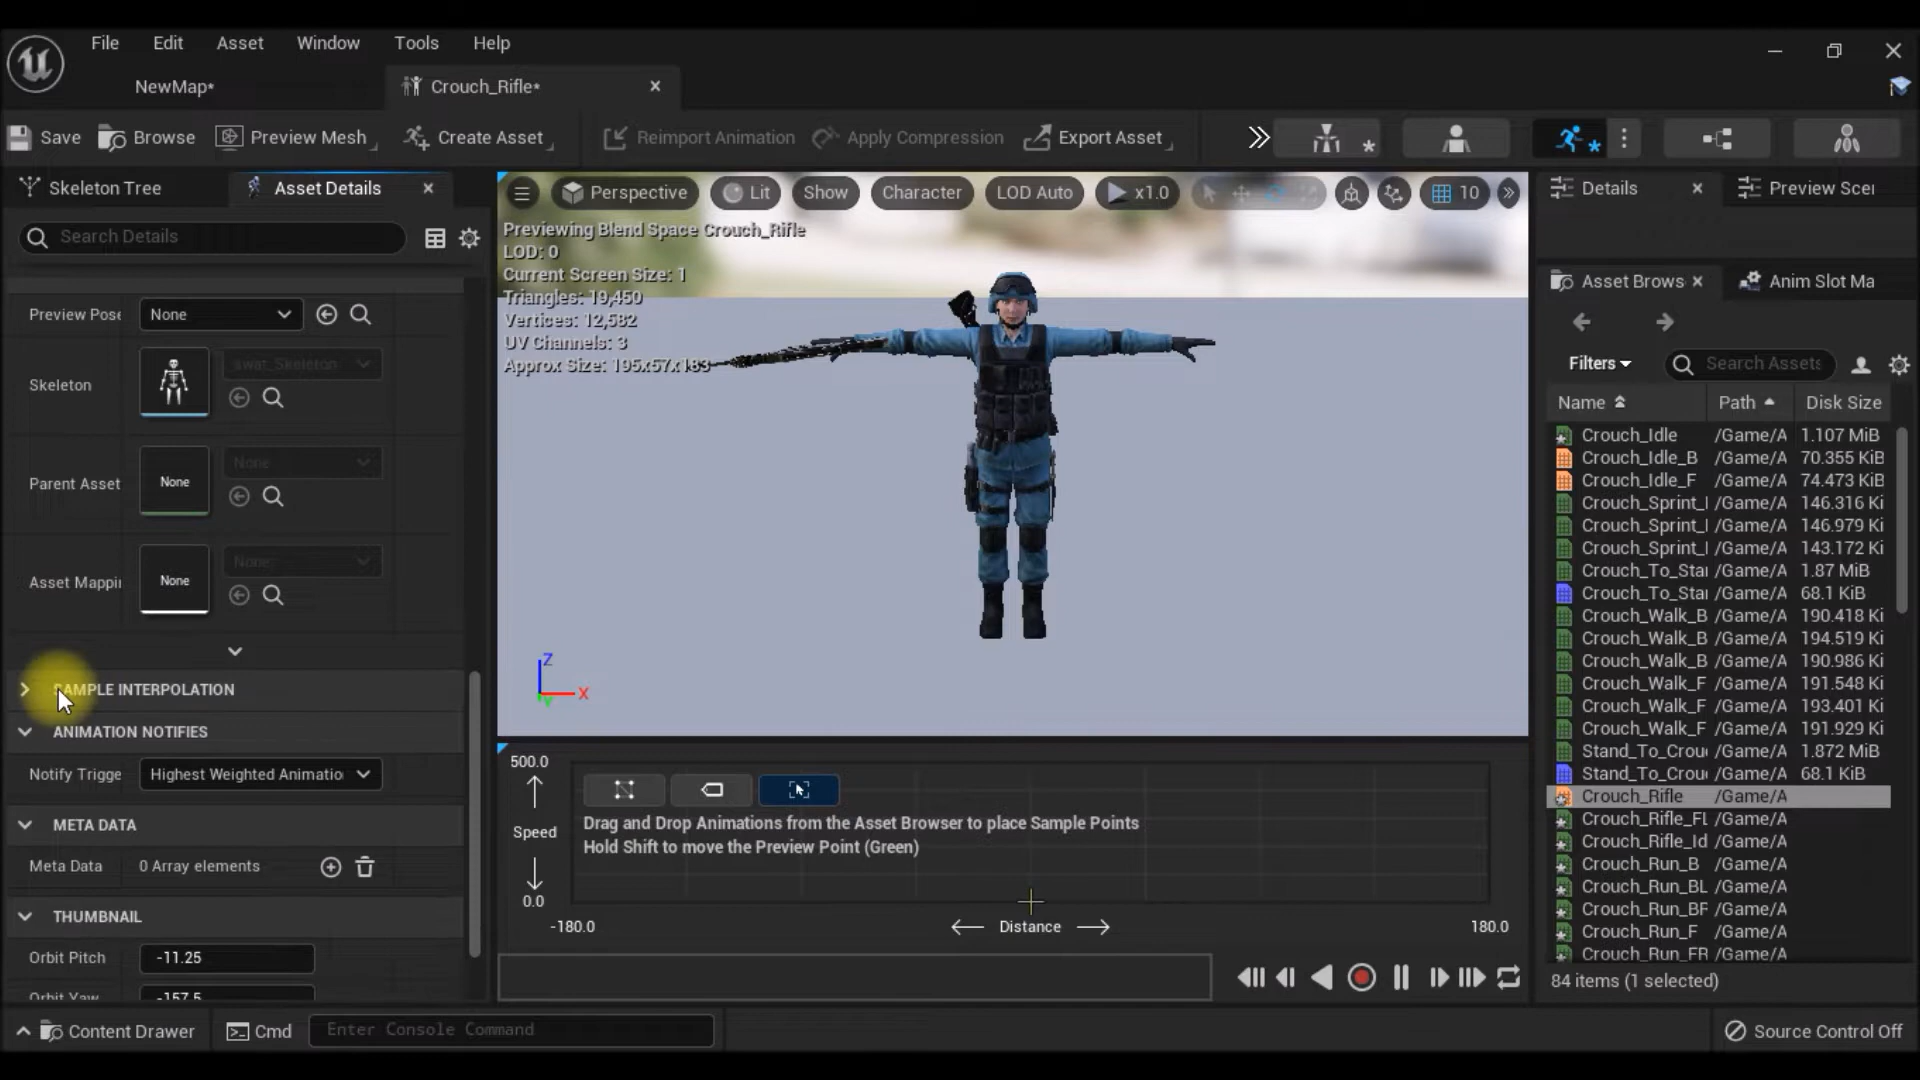 File Edit Asset Window Tools Help
NewMap* Crouch_Rifle*
Save Browse Preview Mesh Create Asset Reimport Animation Apply Compression Export Asset
Skeleton Tree Asset Details
Search Details
Preview Pose None
Skeleton swat_Skeleton
Parent Asset None None
Asset Mappi None None
SAMPLE INTERPOLATION
ANIMATION NOTIFIES
Notify Trigge Highest Weighted Animatio
META DATA
Meta Data 0 Array elements
THUMBNAIL
Orbit Pitch -11.25
Orbit Yaw -157.5
Perspective Lit Show Character LOD Auto x1.0 10
Previewing Blend Space Crouch_Rifle
LOD: 0
Current Screen Size: 1
Triangles: 19,450
Vertices: 12,582
UV Channels: 3
Approx Size: 195x57x183
Z
X
Y
500.0
Speed
0.0
Drag and Drop Animations from the Asset Browser to place Sample Points
Hold Shift to move the Preview Point (Green)
-180.0 Distance 180.0
Details Preview Scei
Asset Brows Anim Slot Ma
Filters Search Assets
Name Path Disk Size
Crouch_Idle /Game/A 1.107 MiB
Crouch_Idle_B /Game/A 70.355 KiB
Crouch_Idle_F /Game/A 74.473 KiB
Crouch_Sprint_ /Game/A 146.316 Ki
Crouch_Sprint_ /Game/A 146.979 Ki
Crouch_Sprint_ /Game/A 143.172 Ki
Crouch_To_Sta /Game/A 1.87 MiB
Crouch_To_Sta /Game/A 68.1 KiB
Crouch_Walk_B /Game/A 190.418 Ki
Crouch_Walk_B /Game/A 194.519 Ki
Crouch_Walk_B /Game/A 190.986 Ki
Crouch_Walk_F /Game/A 191.548 Ki
Crouch_Walk_F /Game/A 193.401 Ki
Crouch_Walk_F /Game/A 191.929 Ki
Stand_To_Crou /Game/A 1.872 MiB
Stand_To_Crou /Game/A 68.1 KiB
Crouch_Rifle /Game/A
Crouch_Rifle_FL /Game/A
Crouch_Rifle_Id /Game/A
Crouch_Run_B /Game/A
Crouch_Run_BL /Game/A
Crouch_Run_BF /Game/A
Crouch_Run_F /Game/A
Crouch_Run_FR /Game/A
84 items (1 selected)
Content Drawer Cmd Enter Console Command Source Control Off